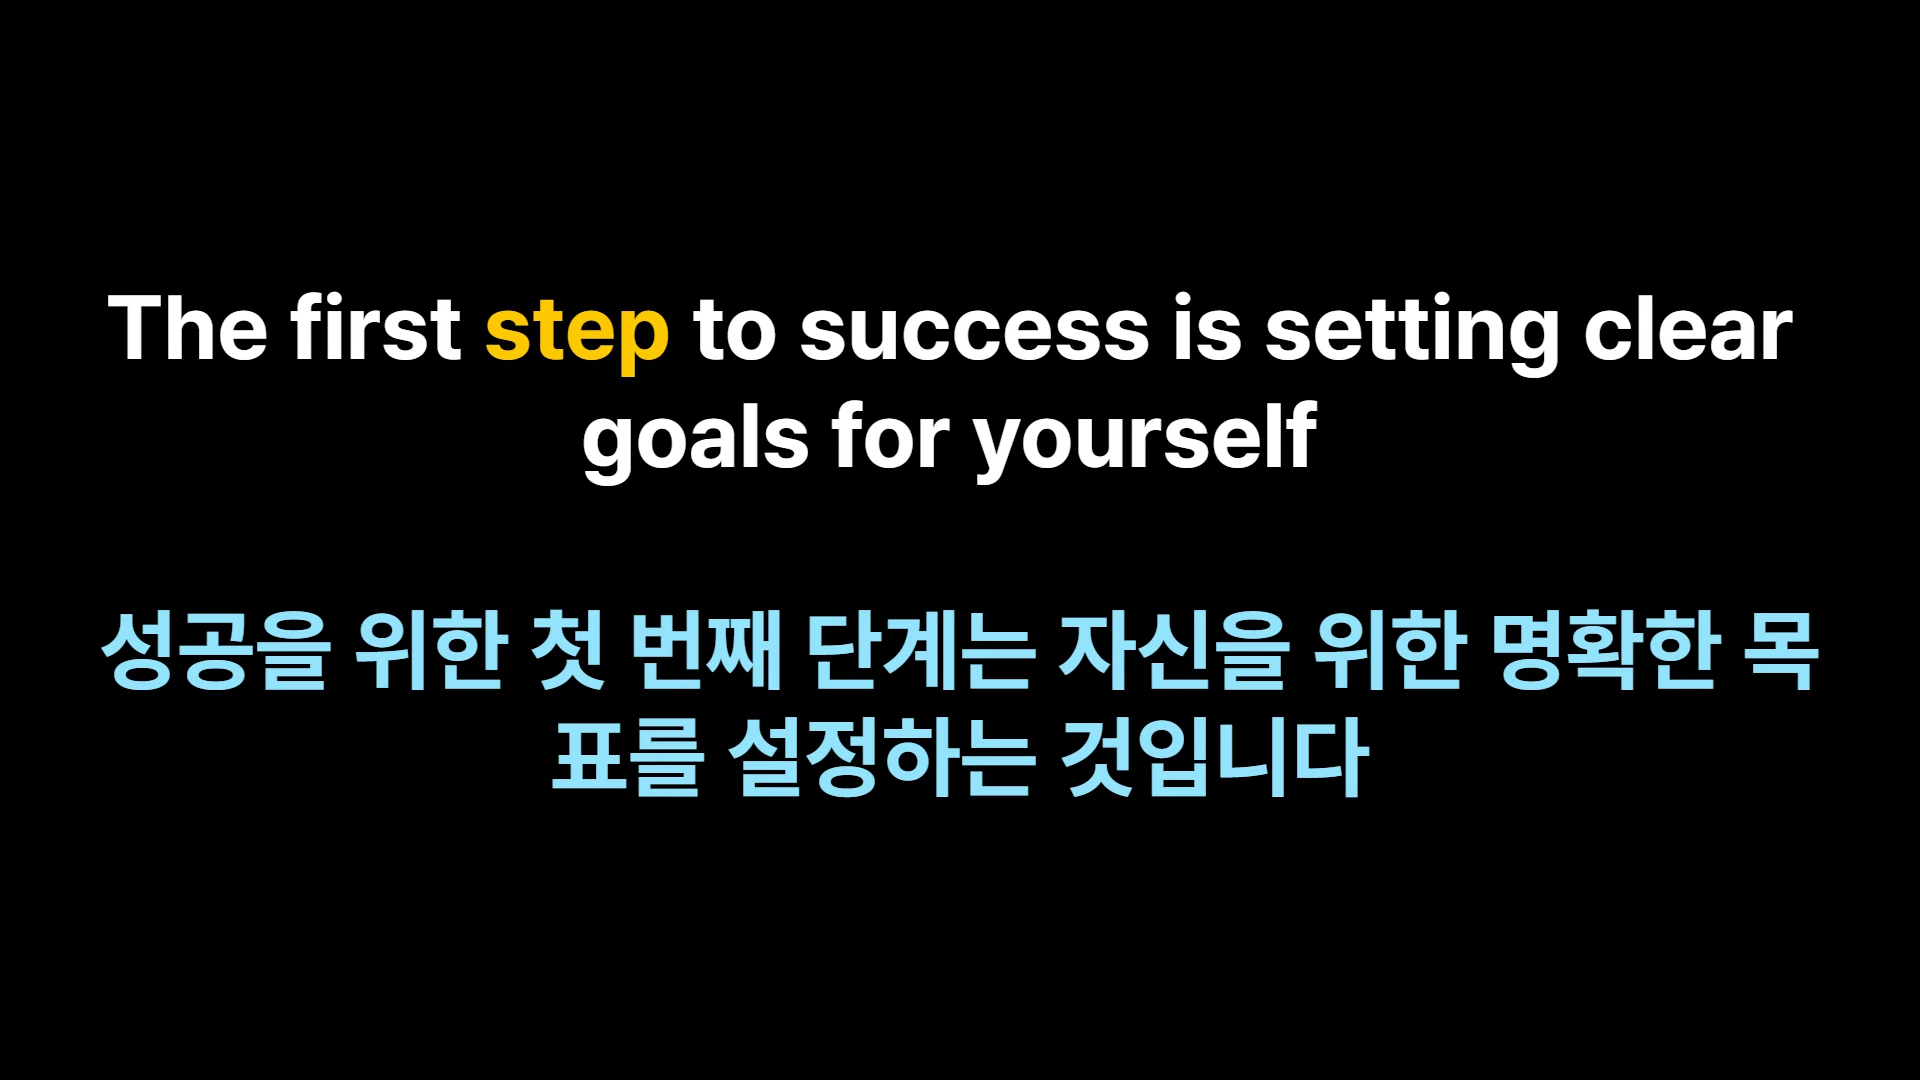 The first step to success is setting clear
goals for yourself
성공을 위한 첫 번째 단계는 자신을 위한 명확한 목
표를 설정하는 것입니다